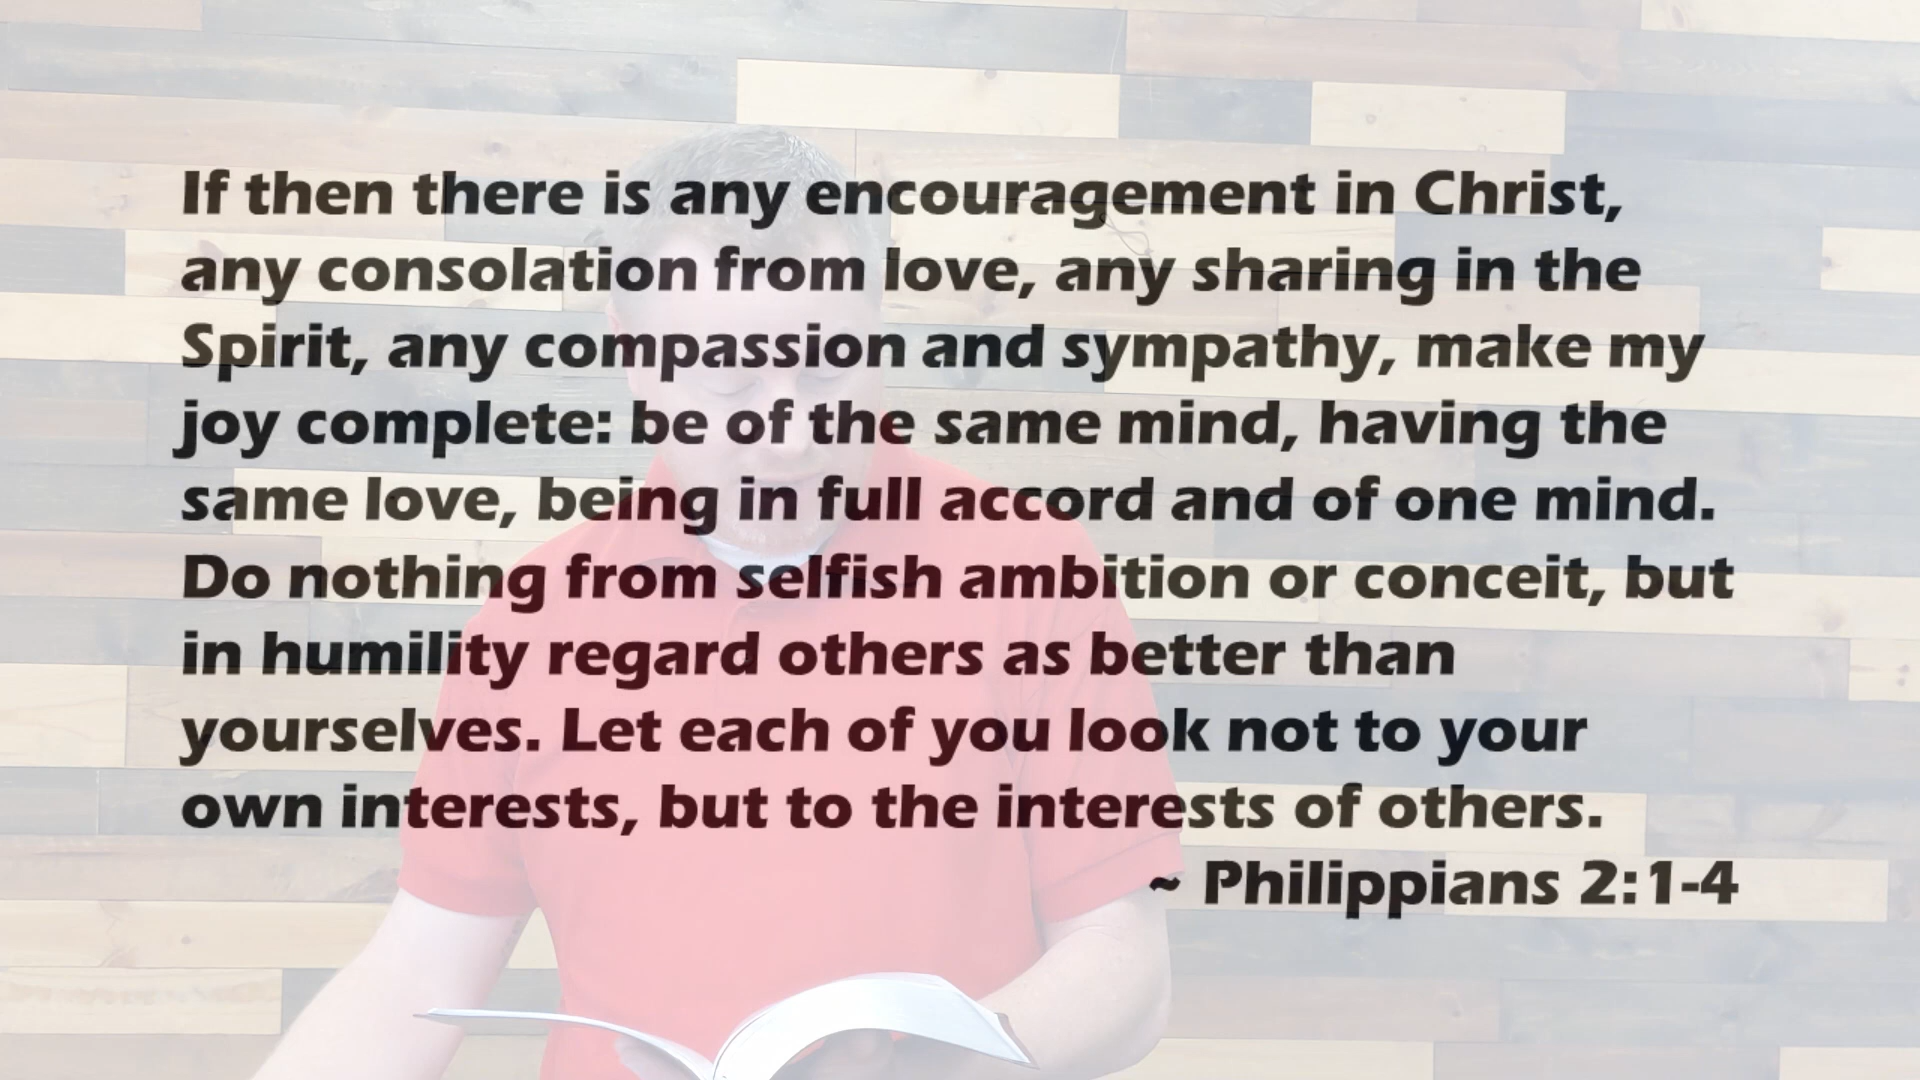 If then there is any encouragement in Christ,
any consolation from love, any sharing in the
Spirit, any compassion and sympathy, make my
joy complete: be of the same mind, having the
same love, being in full accord and of one mind.
Do nothing from selfish ambition or conceit, but
in humility regard others as better than
yourselves. Let each of you look not to your
own interests, but to the interests of others.
~ Philippians 2:1-4